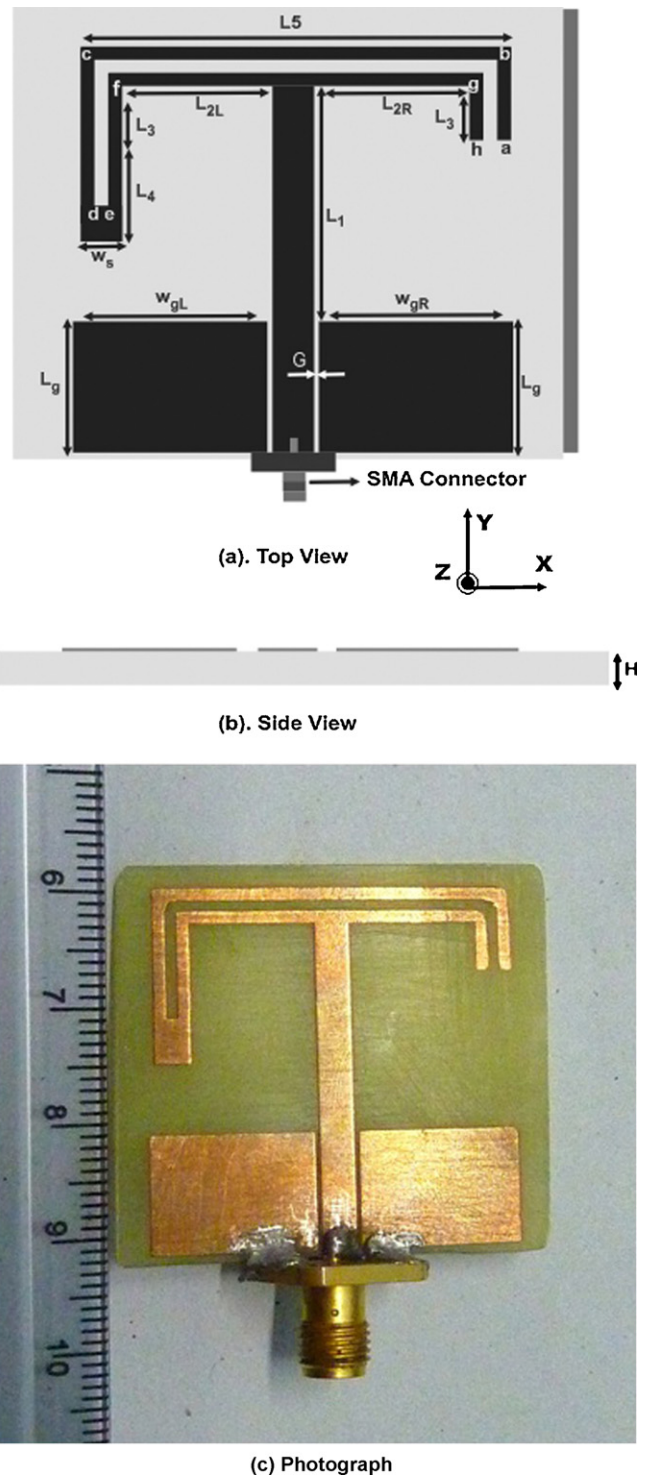 L5
c b
f g
L2L L2R
L3 L3
h a
L4
L1
d e
ws
wgL wgR
G
Lg Lg
SMA Connector
(a). Top View
Y
Z X
H
(b). Side View
6
7
8
9
10
(c) Photograph